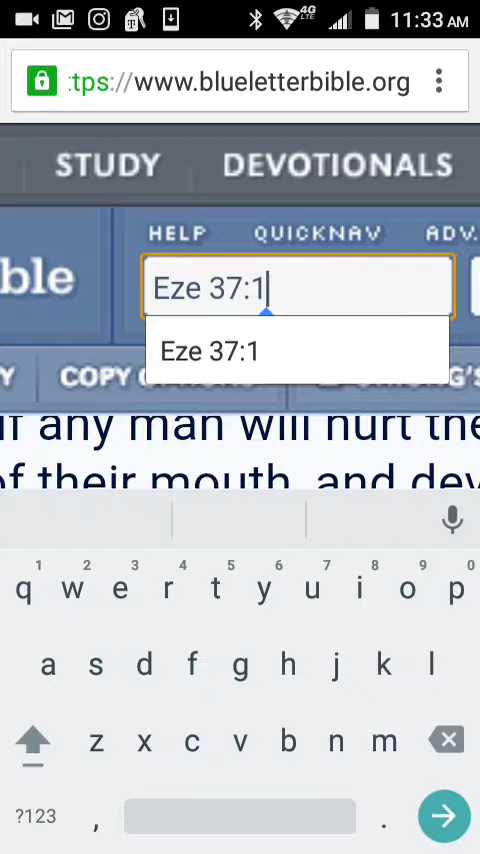 4G
LTE
11:33 AM
tps://www.blueletterbible.org
STUDY DEVOTIONALS
HELP QUICKNAV ADV.
ble
Eze 37:1
Eze 37:1
Y COPY
G'S
if any man will hurt the
of their mouth, and dev
1 2 3 4 5 6 7 8 9 0
q w e r t y u i o p
a s d f g h j k l
z x c v b n m
?123 , .